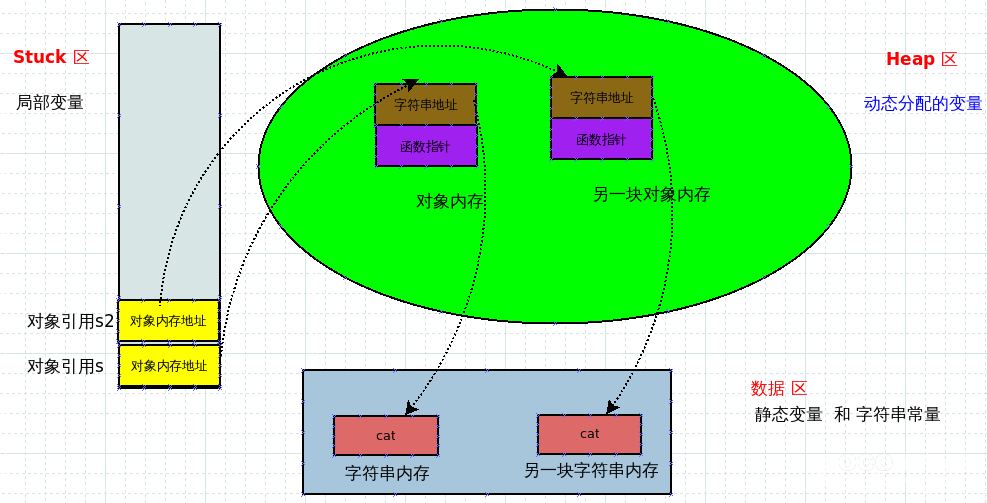 Stuck 区
局部变量
Heap 区
动态分配的变量
字符串地址
函数指针
字符串地址
函数指针
对象内存
另一块对象内存
对象引用s2
对象内存地址
对象引用s
对象内存地址
数据 区
静态变量 和 字符串常量
cat
cat
字符串内存
另一块字符串内存